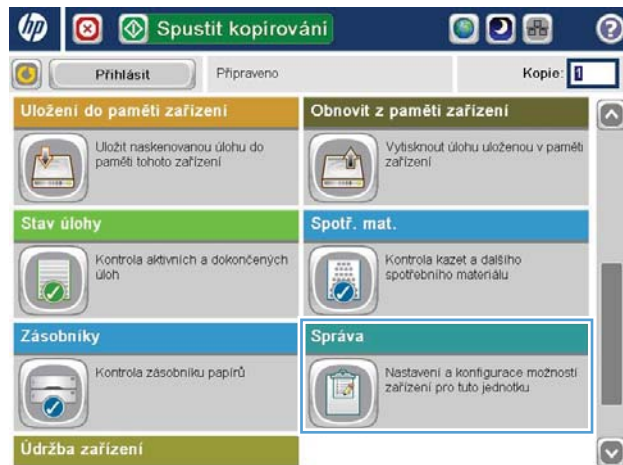 hp
Spustit kopírování
?
Přihlásit
Připraveno
Kopie: 1
Uložení do paměti zařízení
Obnovit z paměti zařízení
Uložit naskenovanou úlohu do
paměti tohoto zařízení
Vytisknout úlohu uloženou v paměti
zařízení
Stav úlohy
Spotř. mat.
Kontrola aktivních a dokončených
úloh
Kontrola kazet a dalšího
spotřebního materiálu
Zásobníky
Správa
Kontrola zásobníku papírů
Nastavení a konfigurace možností
zařízení pro tuto jednotku
Údržba zařízení